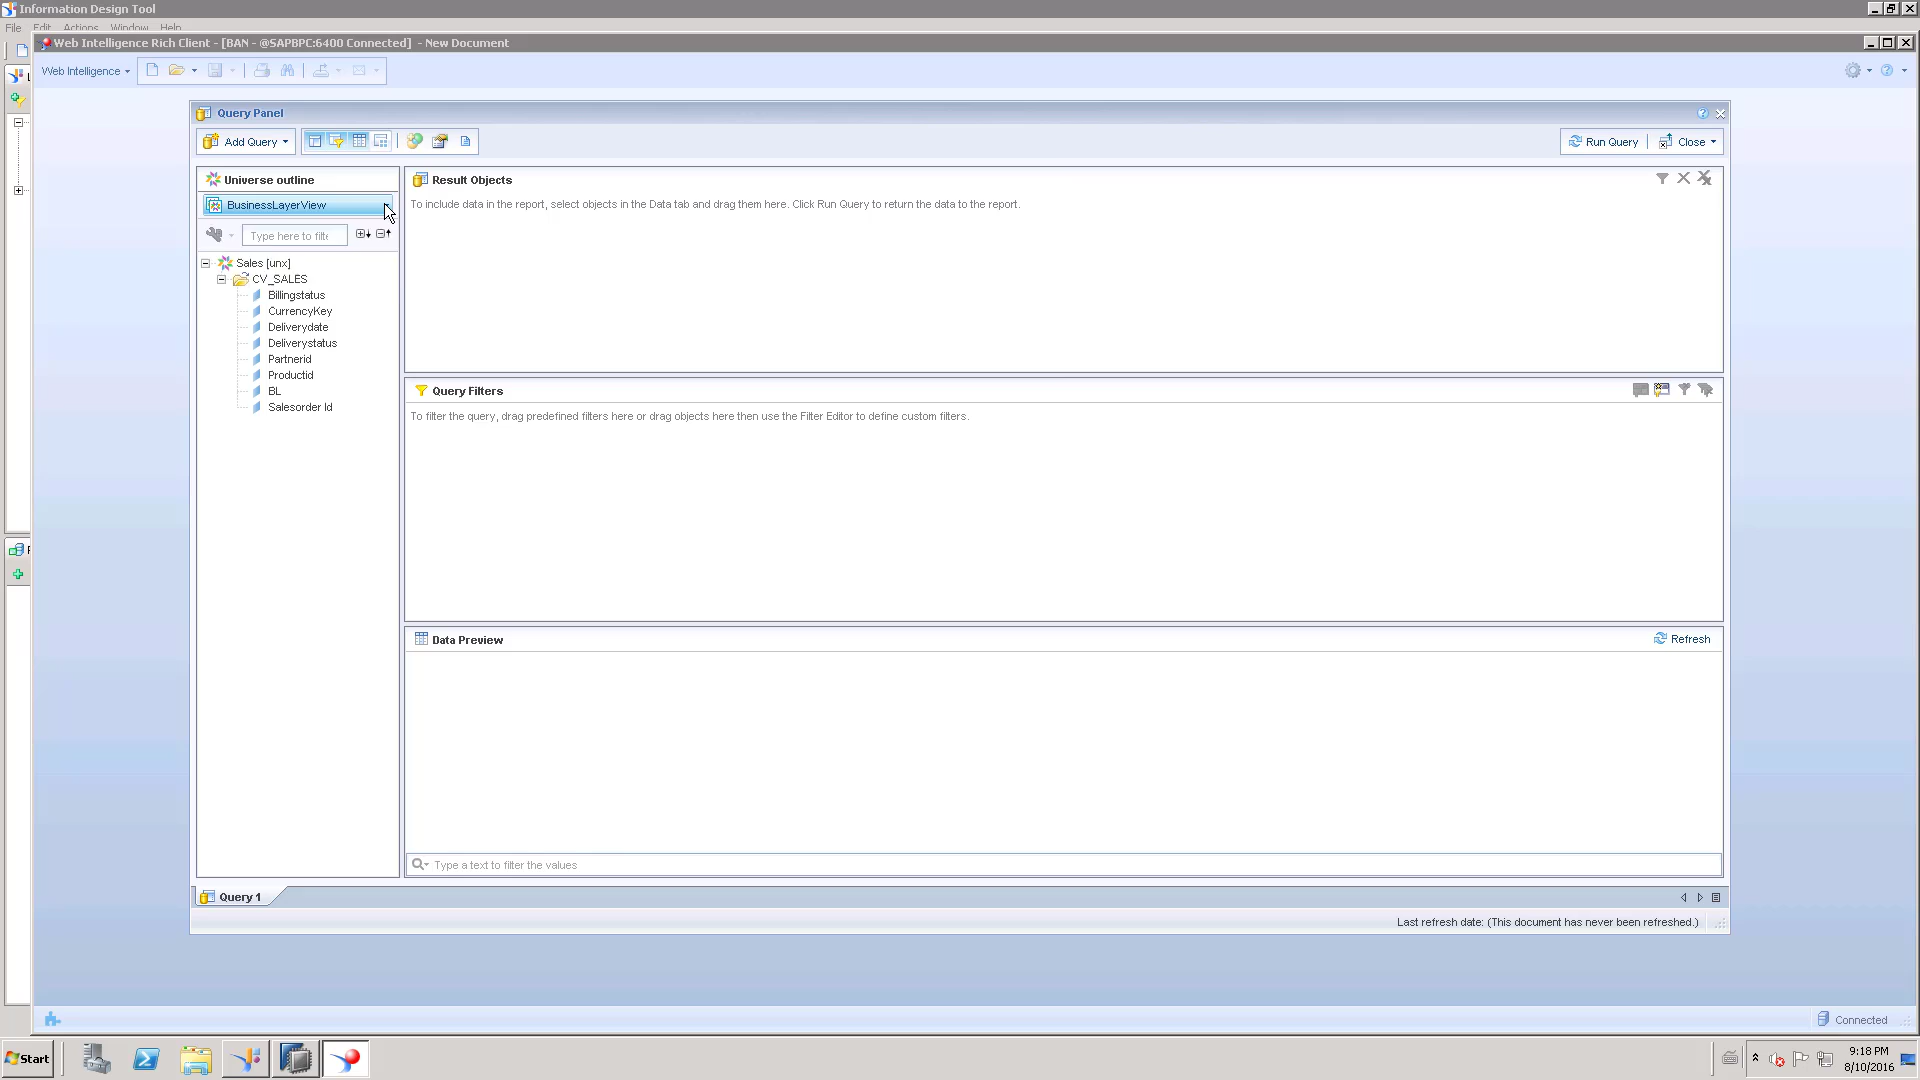 Information Design Tool
File Edit Actions Window Help
Web Intelligence Rich Client - [BAN - @SAPBPC:6400 Connected] - New Document
Web Intelligence
Query Panel
Add Query
Run Query
Close
Universe outline
BusinessLayerView
Type here to filte
Sales [unx]
CV_SALES
Billingstatus
CurrencyKey
Deliverydate
Deliverystatus
Partnerid
Productid
BL
Salesorder Id
Result Objects
To include data in the report, select objects in the Data tab and drag them here. Click Run Query to return the data to the report.
Query Filters
To filter the query, drag predefined filters here or drag objects here then use the Filter Editor to define custom filters.
Data Preview
Refresh
Type a text to filter the values
Query 1
Last refresh date: (This document has never been refreshed.)
Connected
Start
9:18 PM
8/10/2016